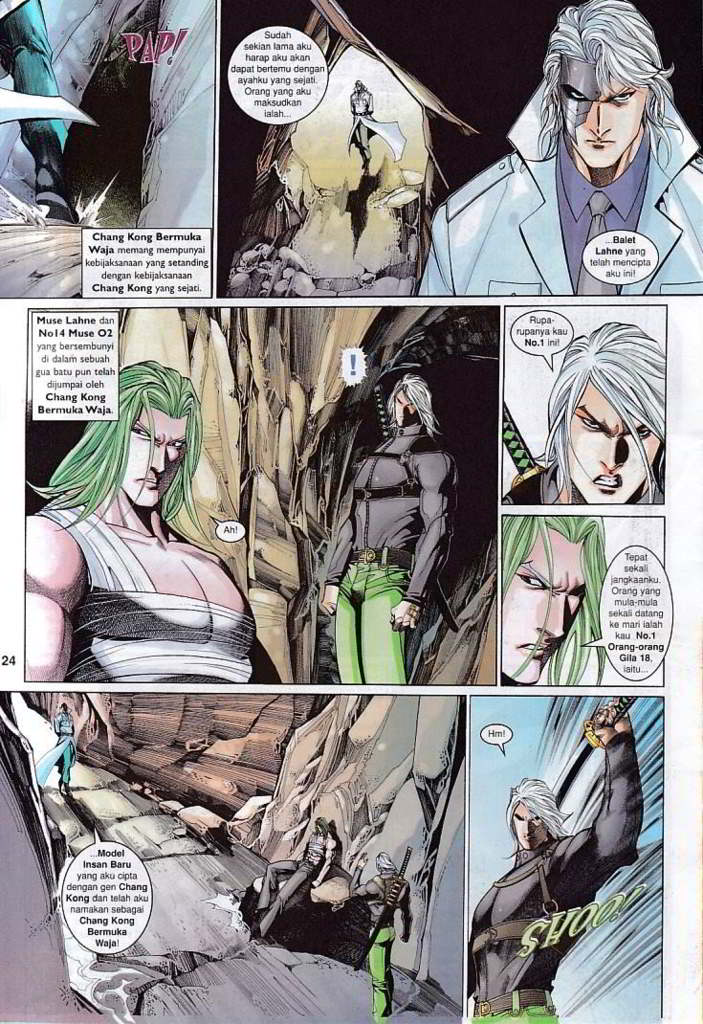 PAP!
Chang Kong Bermuka
Waja memang mempunyai
kebijaksanaan yang setanding
dengan kebijaksanaan
Chang Kong yang sejati.
Sudah
sekian lama aku
harap aku akan
dapat bertemu dengan
ayahku yang sejati.
Orang yang aku
maksudkan
ialah...
...Balet
Lahne yang
telah mencipta
aku ini!
Muse Lahne dan
No14 Muse O2
yang bersembunyi
di dalam sebuah
gua batu pun telah
dijumpai oleh
Chang Kong
Bermuka Waja.
!
Ah!
Rupa-
rupanya kau
No.1 ini!
Tepat
sekali
jangkaanku.
Orang yang
mula-mula
sekali datang
ke mari ialah
kau No.1
Orang-orang
Gila 18,
iaitu...
24
...Model
Insan Baru
yang aku cipta
dengan gen Chang
Kong dan telah aku
namakan sebagai
Chang Kong
Bermuka
Waja!
Hm!
SHOOO!